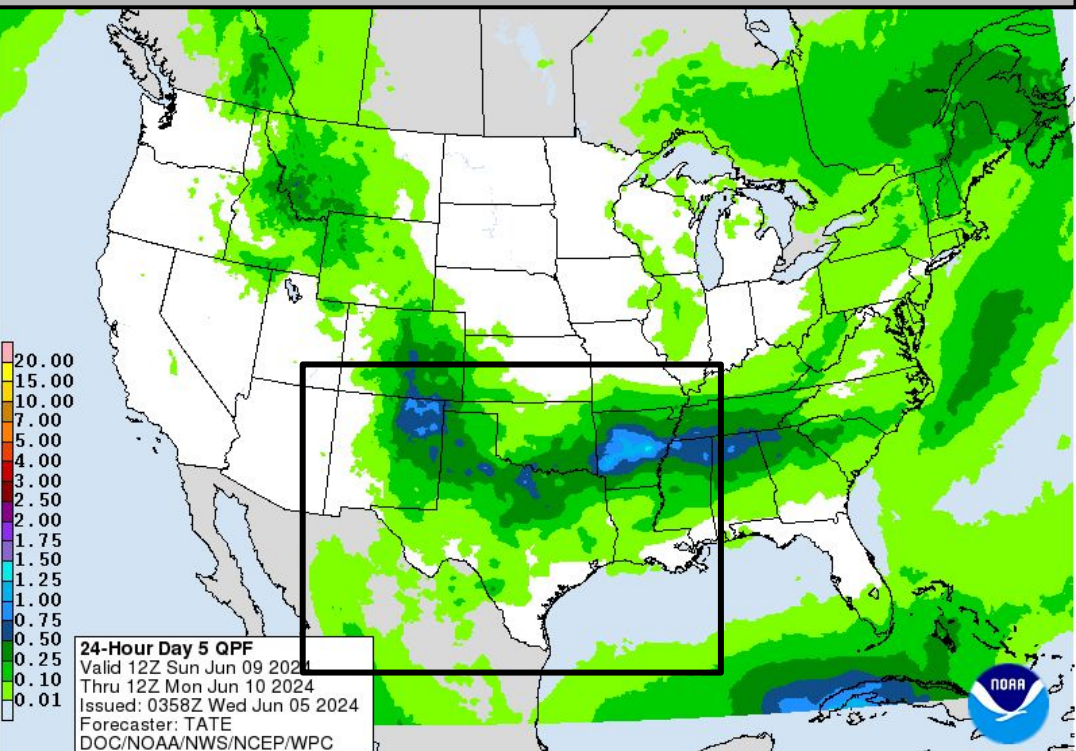 20.00
15.00
10.00
7.00
5.00
4.00
3.00
2.50
2.00
1.75
1.50
1.25
1.00
0.75
0.50
0.25
0.10
0.01
24-Hour Day 5 QPF
Valid 12Z Sun Jun 09 2024
Thru 12Z Mon Jun 10 2024
Issued: 0358Z Wed Jun 05 2024
Forecaster: TATE
DOC/NOAA/NWS/NCEP/WPC
NOAA